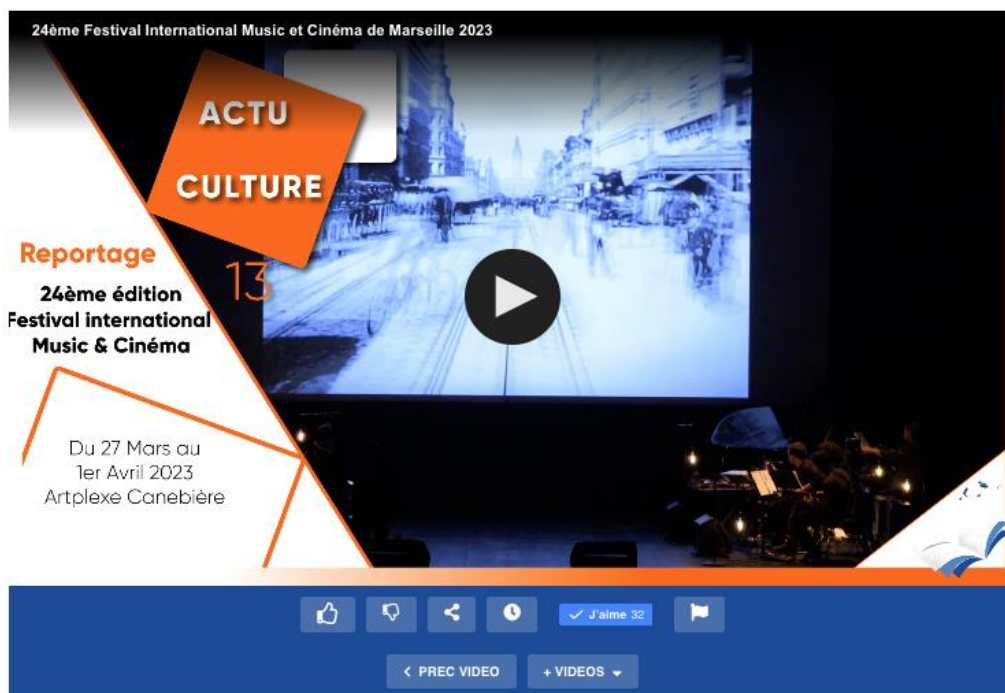 24ème Festival International Music et Cinéma de Marseille 2023
ACTU
CULTURE
13
Reportage
24ème édition
Festival international
Music & Cinéma
Du 27 Mars au
1er Avril 2023
Artplexe Canebière
J'aime 32
PREC VIDEO
+ VIDEOS